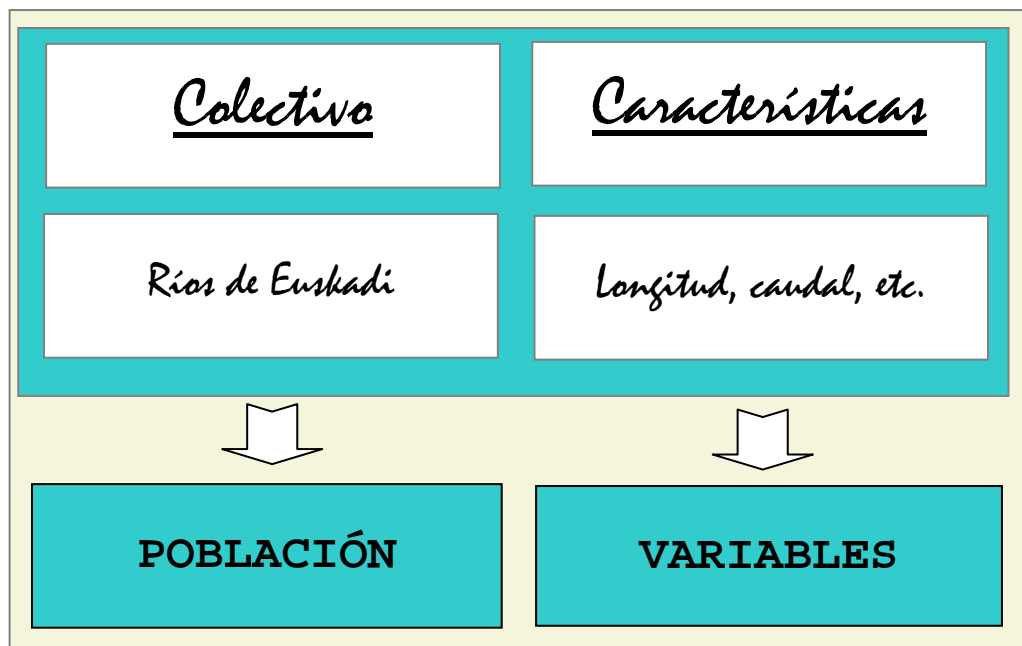 Colectivo
Características
Ríos de Euskadi
Longitud, caudal, etc.
POBLACIÓN
VARIABLES